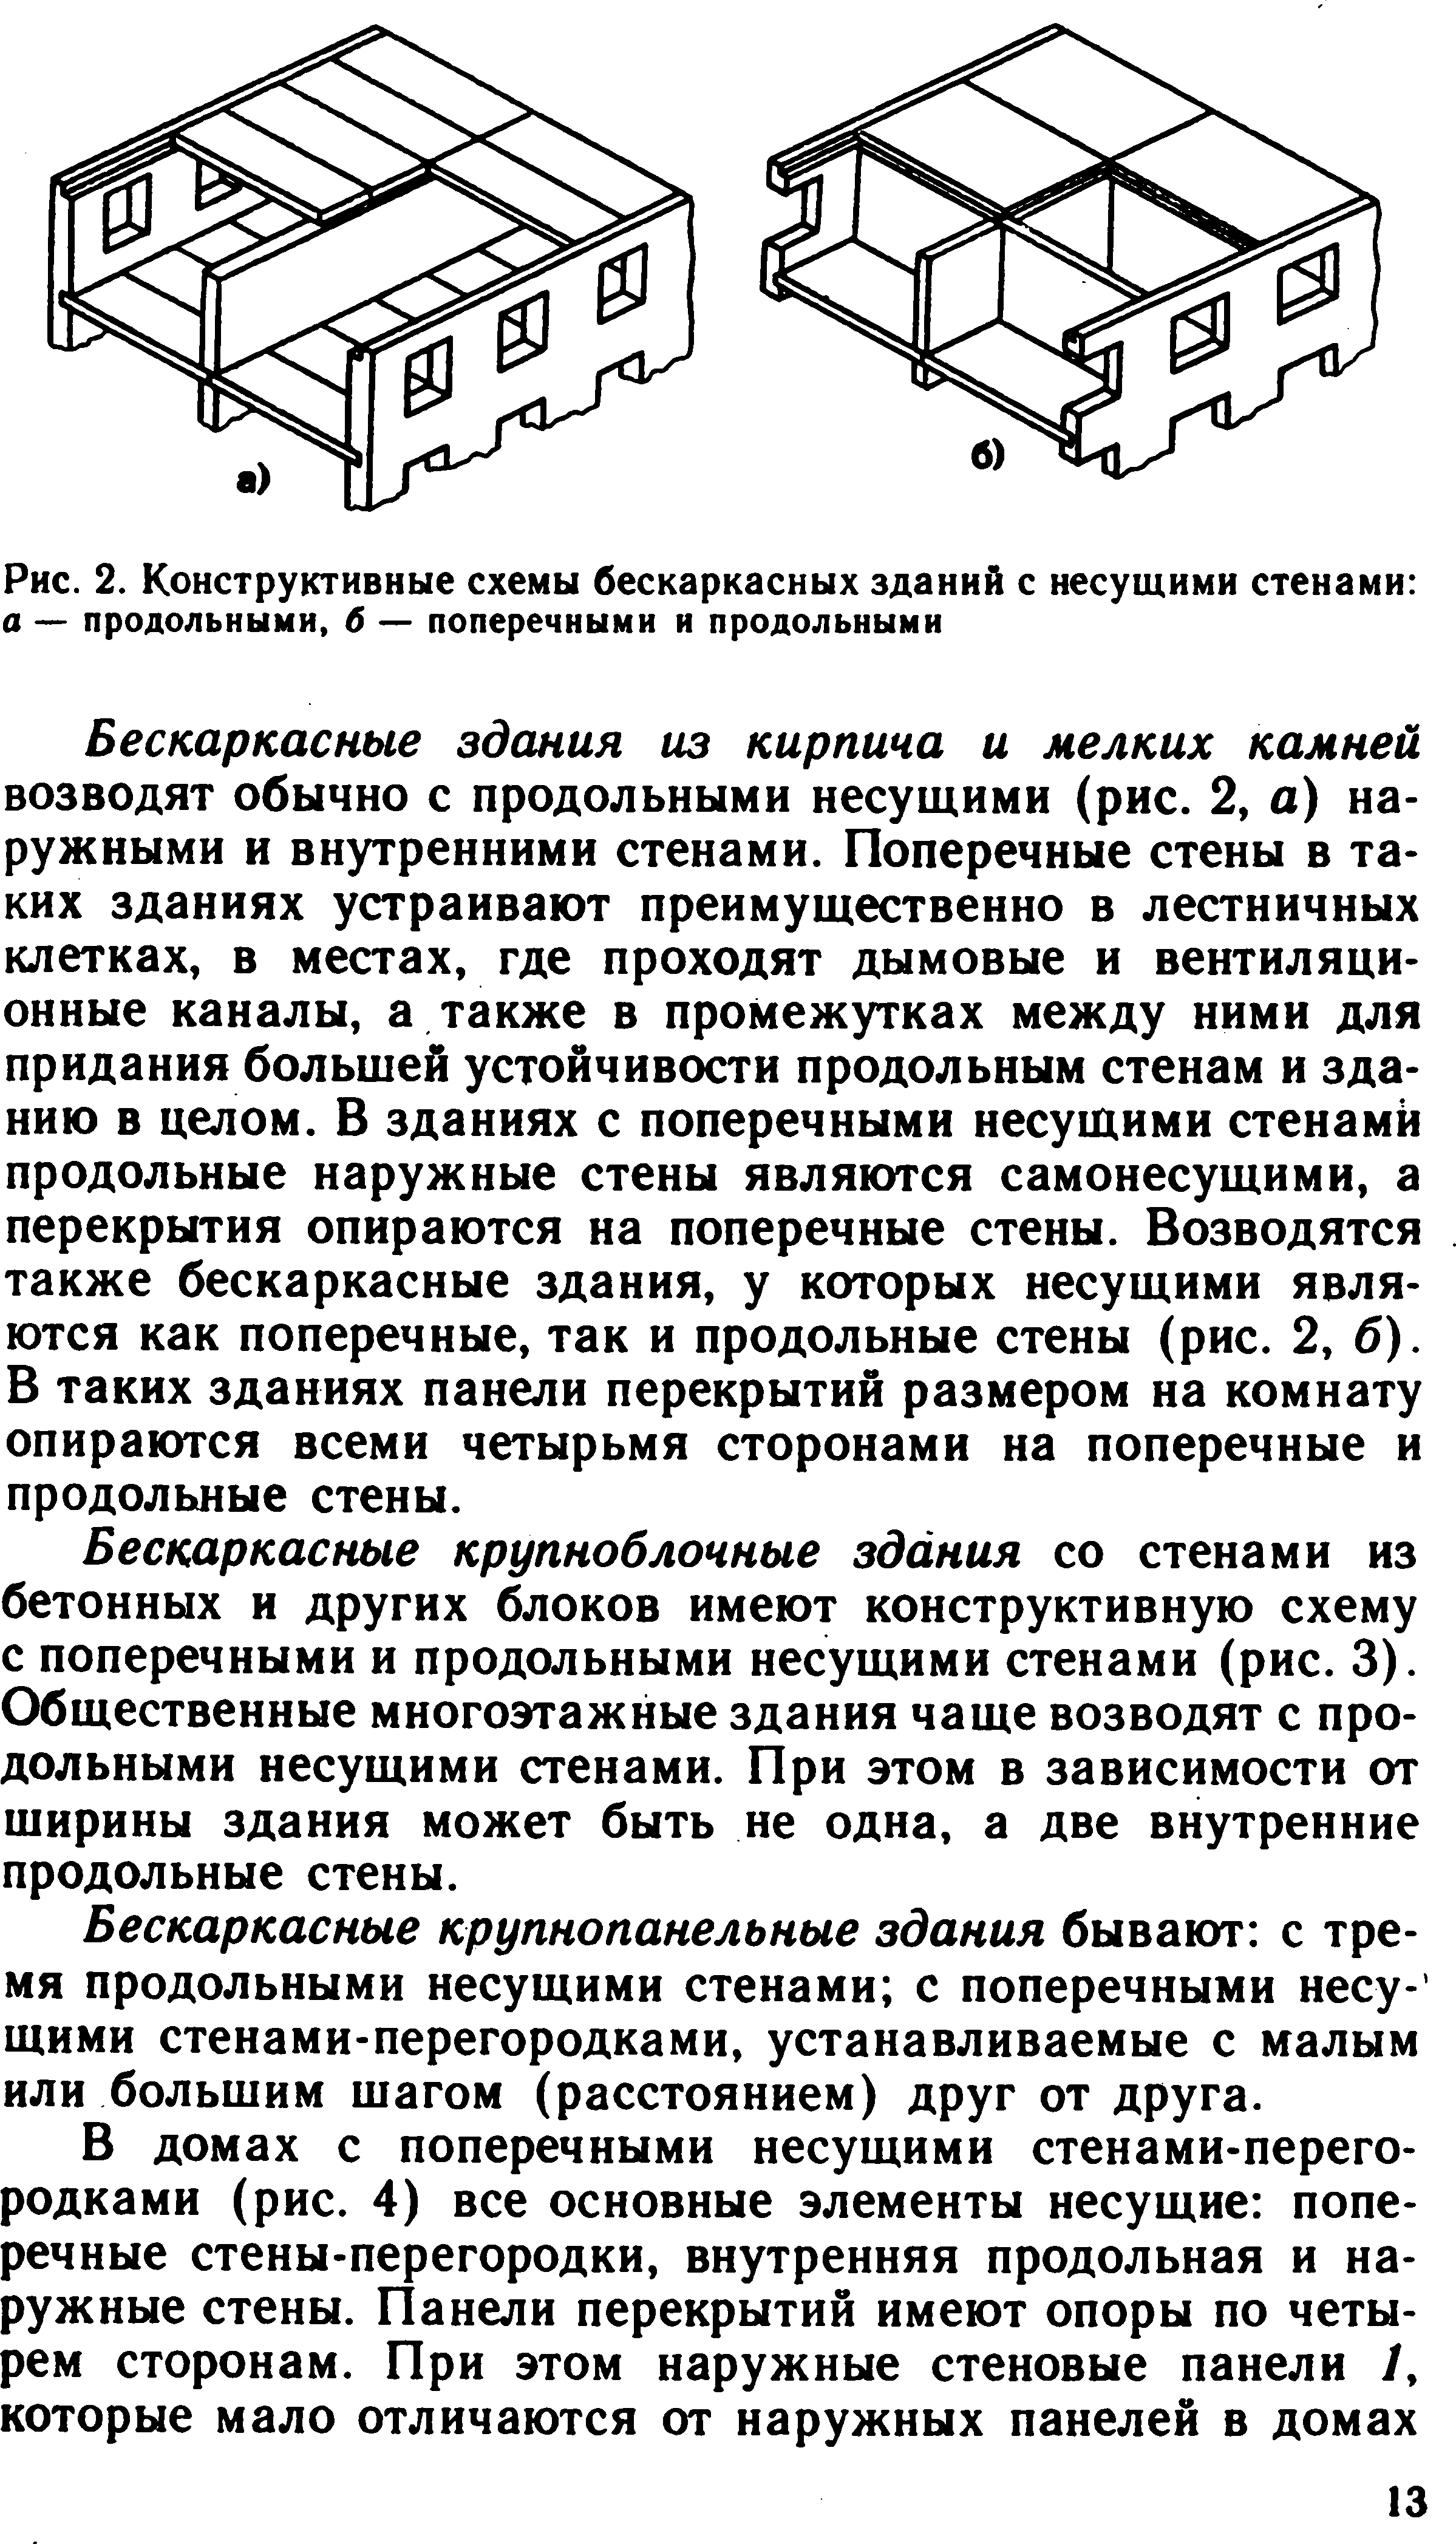 а)
б)
Рис. 2. Конструктивные схемы бескаркасных зданий с несущими стенами:
а — продольными, б — поперечными и продольными
Бескаркасные здания из кирпича и мелких камней
возводят обычно с продольными несущими (рис. 2, а) на-
ружными и внутренними стенами. Поперечные стены в та-
ких зданиях устраивают преимущественно в лестничных
клетках, в местах, где проходят дымовые и вентиляци-
онные каналы, а также в промежутках между ними для
придания большей устойчивости продольным стенам и зда-
нию в целом. В зданиях с поперечными несущими стенами
продольные наружные стены являются самонесущими, а
перекрытия опираются на поперечные стены. Возводятся
также бескаркасные здания, у которых несущими явля-
ются как поперечные, так и продольные стены (рис. 2, б).
В таких зданиях панели перекрытий размером на комнату
опираются всеми четырьмя сторонами на поперечные и
продольные стены.
Бескаркасные крупноблочные здания со стенами из
бетонных и других блоков имеют конструктивную схему
с поперечными и продольными несущими стенами (рис. 3).
Общественные многоэтажные здания чаще возводят с про-
дольными несущими стенами. При этом в зависимости от
ширины здания может быть не одна, а две внутренние
продольные стены.
Бескаркасные крупнопанельные здания бывают: с тре-
мя продольными несущими стенами; с поперечными несу-
щими стенами-перегородками, устанавливаемые с малым
или большим шагом (расстоянием) друг от друга.
В домах с поперечными несущими стенами-перего-
родками (рис. 4) все основные элементы несущие: попе-
речные стены-перегородки, внутренняя продольная и на-
ружные стены. Панели перекрытий имеют опоры по четы-
рем сторонам. При этом наружные стеновые панели 1,
которые мало отличаются от наружных панелей в домах
13